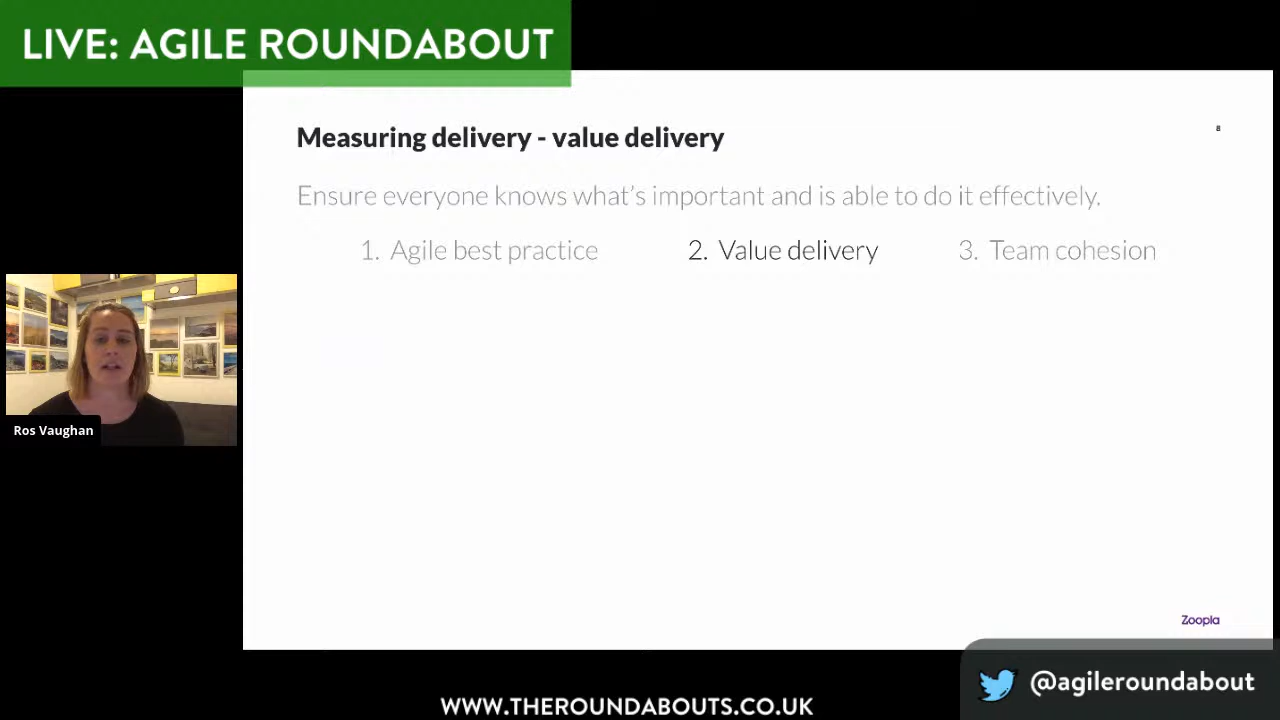 LIVE: AGILE ROUNDABOUT
Measuring delivery - value delivery
8
Ensure everyone knows what's important and is able to do it effectively.
1. Agile best practice 2. Value delivery 3. Team cohesion
Ros Vaughan
Zoopla
@agileroundabout
WWW.THEROUNDABOUTS.CO.UK